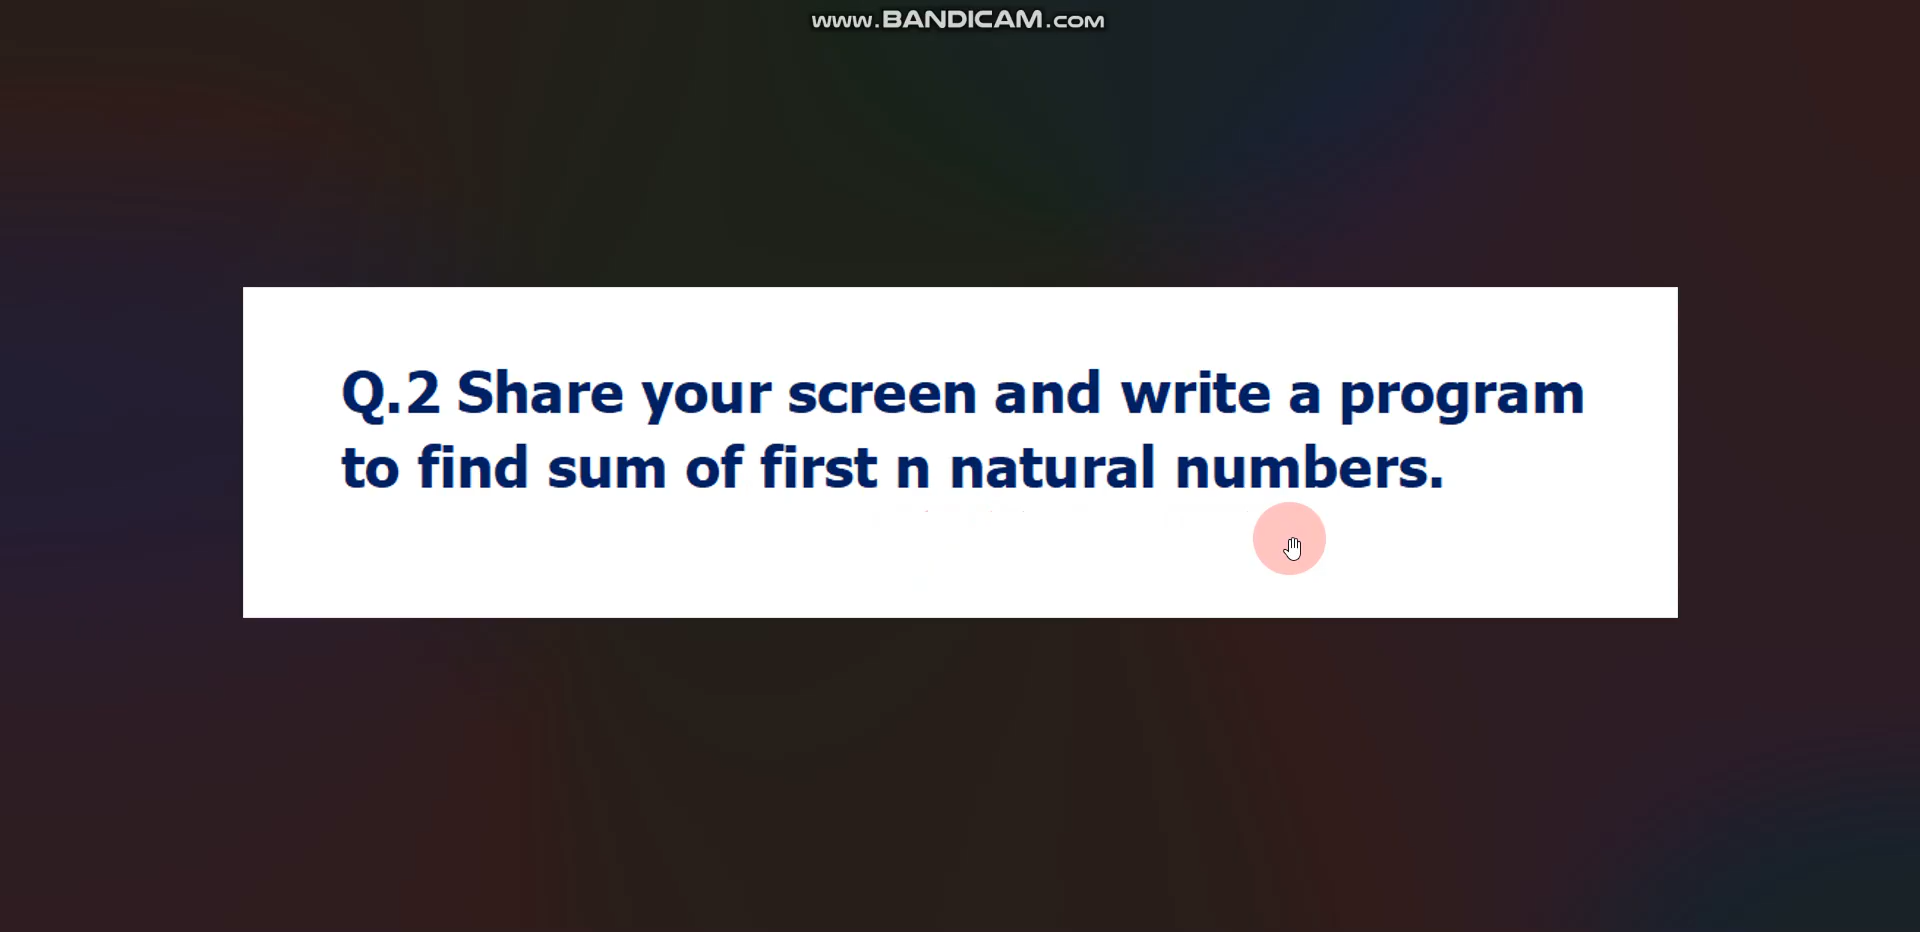 www.BANDICAM.com
Q.2 Share your screen and write a program
to find sum of first n natural numbers.